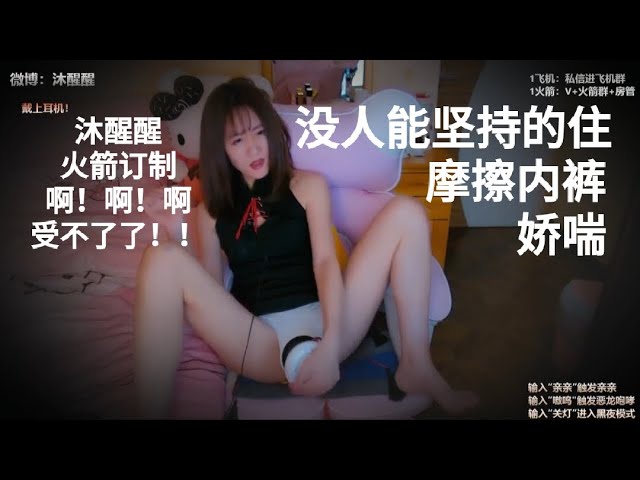 微博：沐醒醒
1飞机：私信进飞机群
1火箭：V+火箭群+房管
戴上耳机！
沐醒醒
火箭订制
啊！啊！啊
受不了了！！
没人能坚持的住
摩擦内裤
娇喘
输入“亲亲”触发亲亲
输入“嗷呜”触发恶龙咆哮
输入“关灯”进入黑夜模式